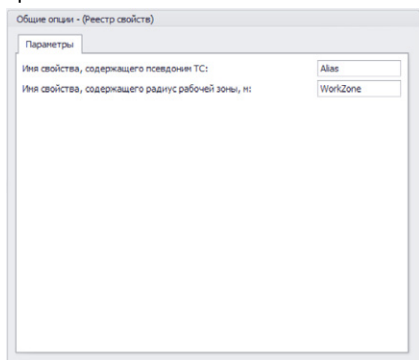 Общие опции - (Реестр свойств)
Параметры
Имя свойства, содержащего псевдоним ТС: Alias
Имя свойства, содержащего радиус рабочей зоны, м: WorkZone